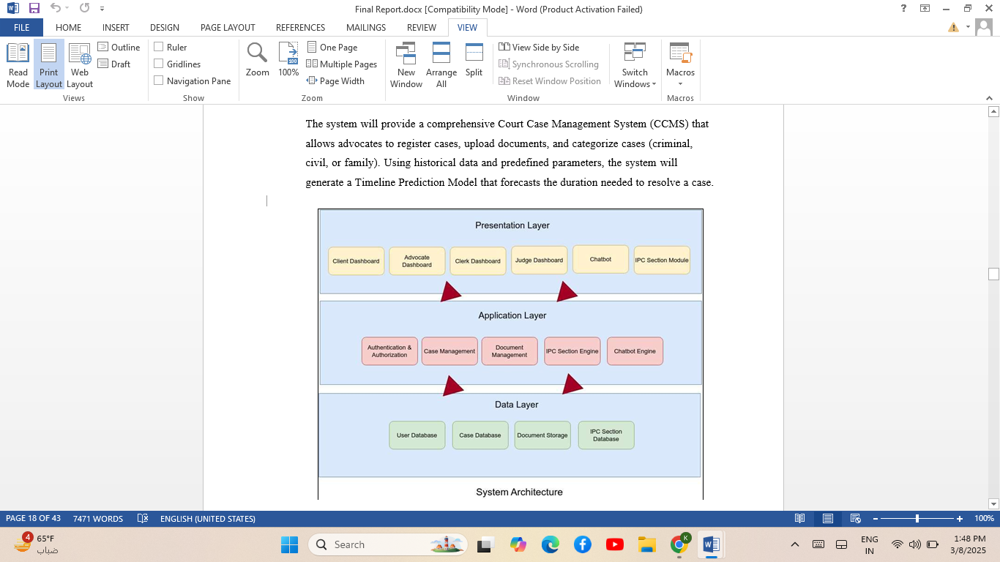 Final Report.docx [Compatibility Mode] - Word (Product Activation Failed)
FILE HOME INSERT DESIGN PAGE LAYOUT REFERENCES MAILINGS REVIEW VIEW
Read Mode
Print Layout
Web Layout
Outline
Draft
Views
Ruler
Gridlines
Navigation Pane
Show
Zoom
100
100%
One Page
Multiple Pages
Page Width
Zoom
New Window
Arrange All
Split
View Side by Side
Synchronous Scrolling
Reset Window Position
Window
Switch Windows
Macros
Macros
The system will provide a comprehensive Court Case Management System (CCMS) that
allows advocates to register cases, upload documents, and categorize cases (criminal,
civil, or family). Using historical data and predefined parameters, the system will
generate a Timeline Prediction Model that forecasts the duration needed to resolve a case.
Presentation Layer
Client Dashboard
Advocate
Dashboard
Clerk Dashboard
Judge Dashboard
Chatbot
IPC Section Module
Application Layer
Authentication &
Authorization
Case Management
Document
Management
IPC Section Engine
Chatbot Engine
Data Layer
User Database
Case Database
Document Storage
IPC Section
Database
System Architecture
PAGE 18 OF 43 7471 WORDS ENGLISH (UNITED STATES) 100%
4
65°F
ضباب
Search
K
ENG
IN
1:48 PM
3/8/2025